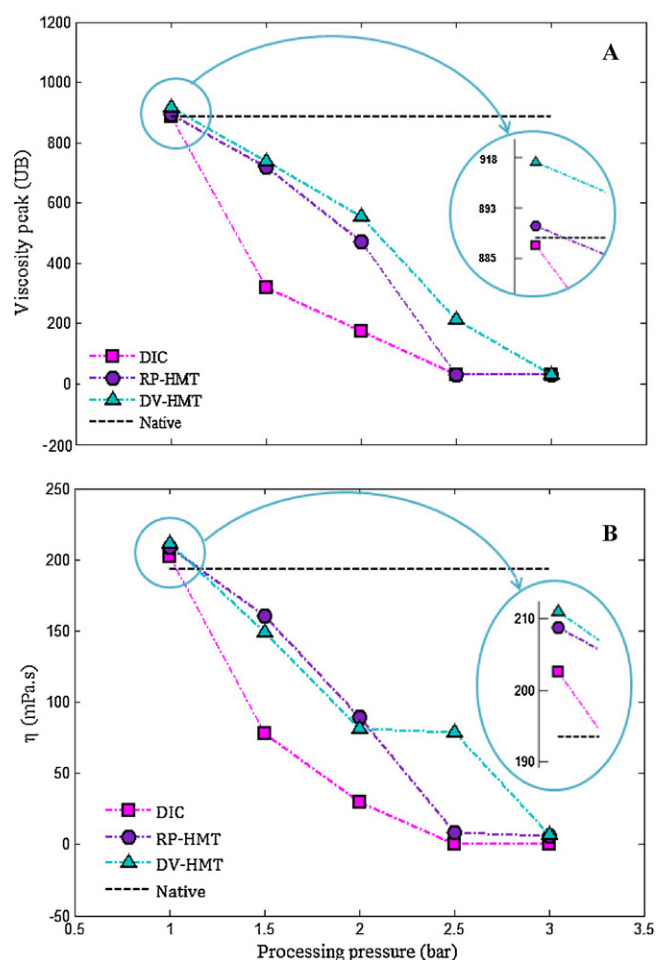 1200
A
1000
800
600
400
200
0
-200
Viscosity peak (UB)
918
893
885
DIC
RP-HMT
DV-HMT
Native
250
B
200
150
100
50
0
-50
η (mPa.s)
210
200
190
DIC
RP-HMT
DV-HMT
Native
0.5 1 1.5 2 2.5 3 3.5
Processing pressure (bar)